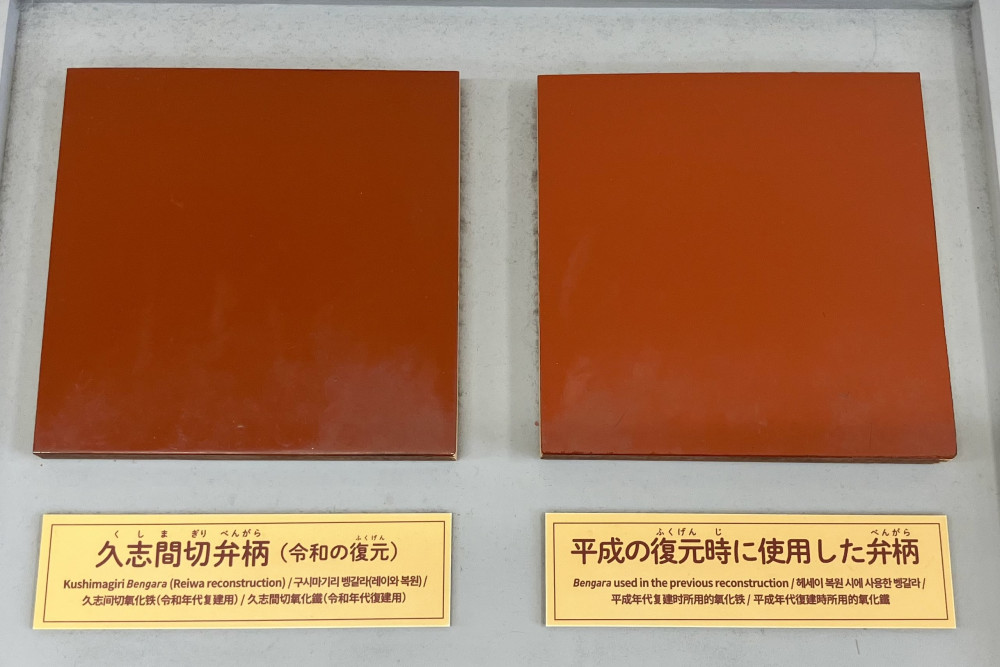 くしまぎりべんがら ふくげん
久志間切弁柄（令和の復元）
Kushimagiri Bengara (Reiwa reconstruction) / 구시마기리 벵갈라(레이와 복원) /
久志间切氧化铁(令和年代复建用) / 久志間切氧化鐵(令和年代復建用)
ふくげん じ べんがら
平成の復元時に使用した弁柄
Bengara used in the previous reconstruction / 헤세이 복원 시에 사용한 벵갈라 /
平成年代复建时所用的氧化铁 / 平成年代復建時所用的氧化鐵